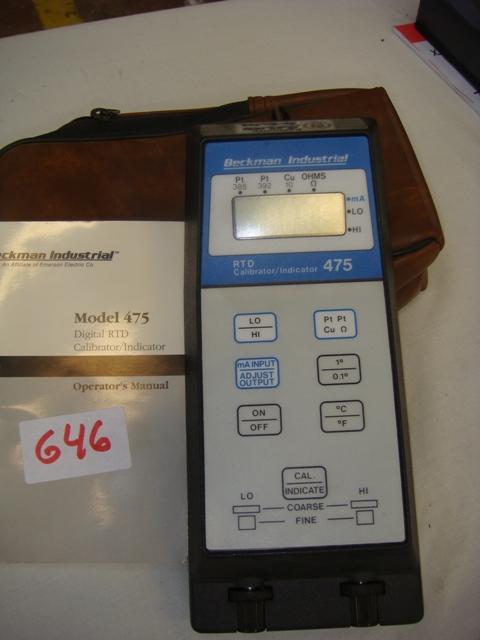 Beckman Industrial
Pt Pt Cu OHMS
385 392 10 Ω
mA
LO
HI
RTD
Calibrator/Indicator 475
LO
HI
Pt Pt
Cu Ω
mA INPUT
ADJUST
OUTPUT
1°
0.1°
ON
OFF
°C
°F
CAL.
INDICATE
LO HI
COARSE
FINE
eckman Industrial™
An Affiliate of Emerson Electric Co.
Model 475
Digital RTD
Calibrator/Indicator
Operator's Manual
646